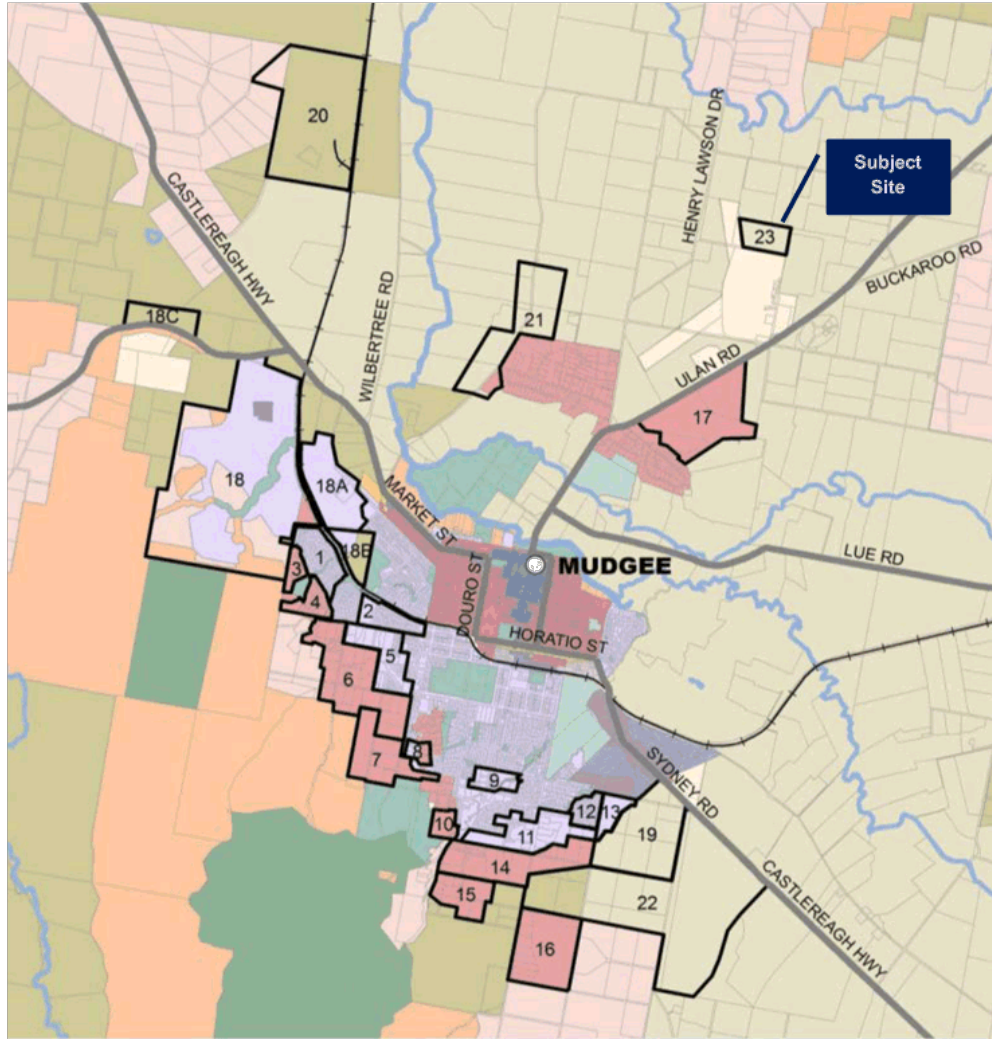 20
CASTLEREAGH HWY
WILBERTREE RD
HENRY LAWSON DR
Subject
Site
23
BUCKAROO RD
18C
21
ULAN RD
17
18
18A
MARKET ST
18B
1
3
4
2
DOURO ST
MUDGEE
LUE RD
HORATIO ST
5
6
7
8
9
SYDNEY RD
10
11
12
13
19
14
15
22
16
CASTLEREAGH HWY